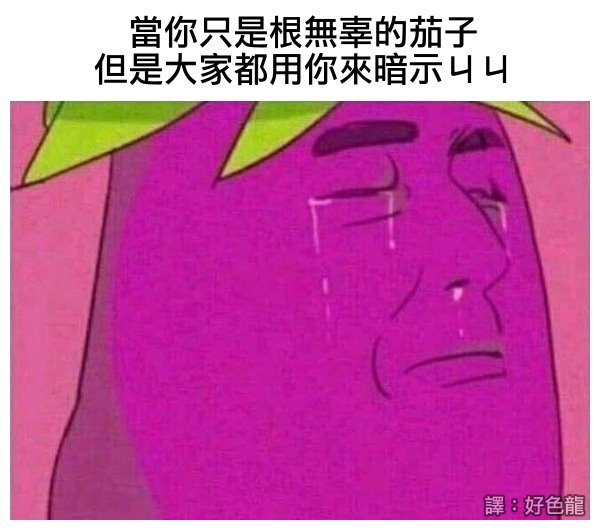 當你只是根無辜的茄子
但是大家都用你來暗示ㄐㄐ
譯：好色龍